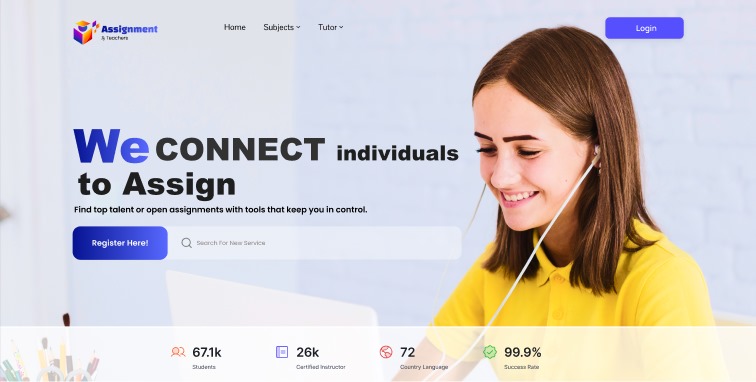 Assignment
& Teachers
Home
Subjects
Tutor
Login
We CONNECT individuals
to Assign
Find top talent or open assignments with tools that keep you in control.
Register Here!
Search For New Service
67.1k
Students
26k
Certified Instructor
72
Country Language
99.9%
Success Rate